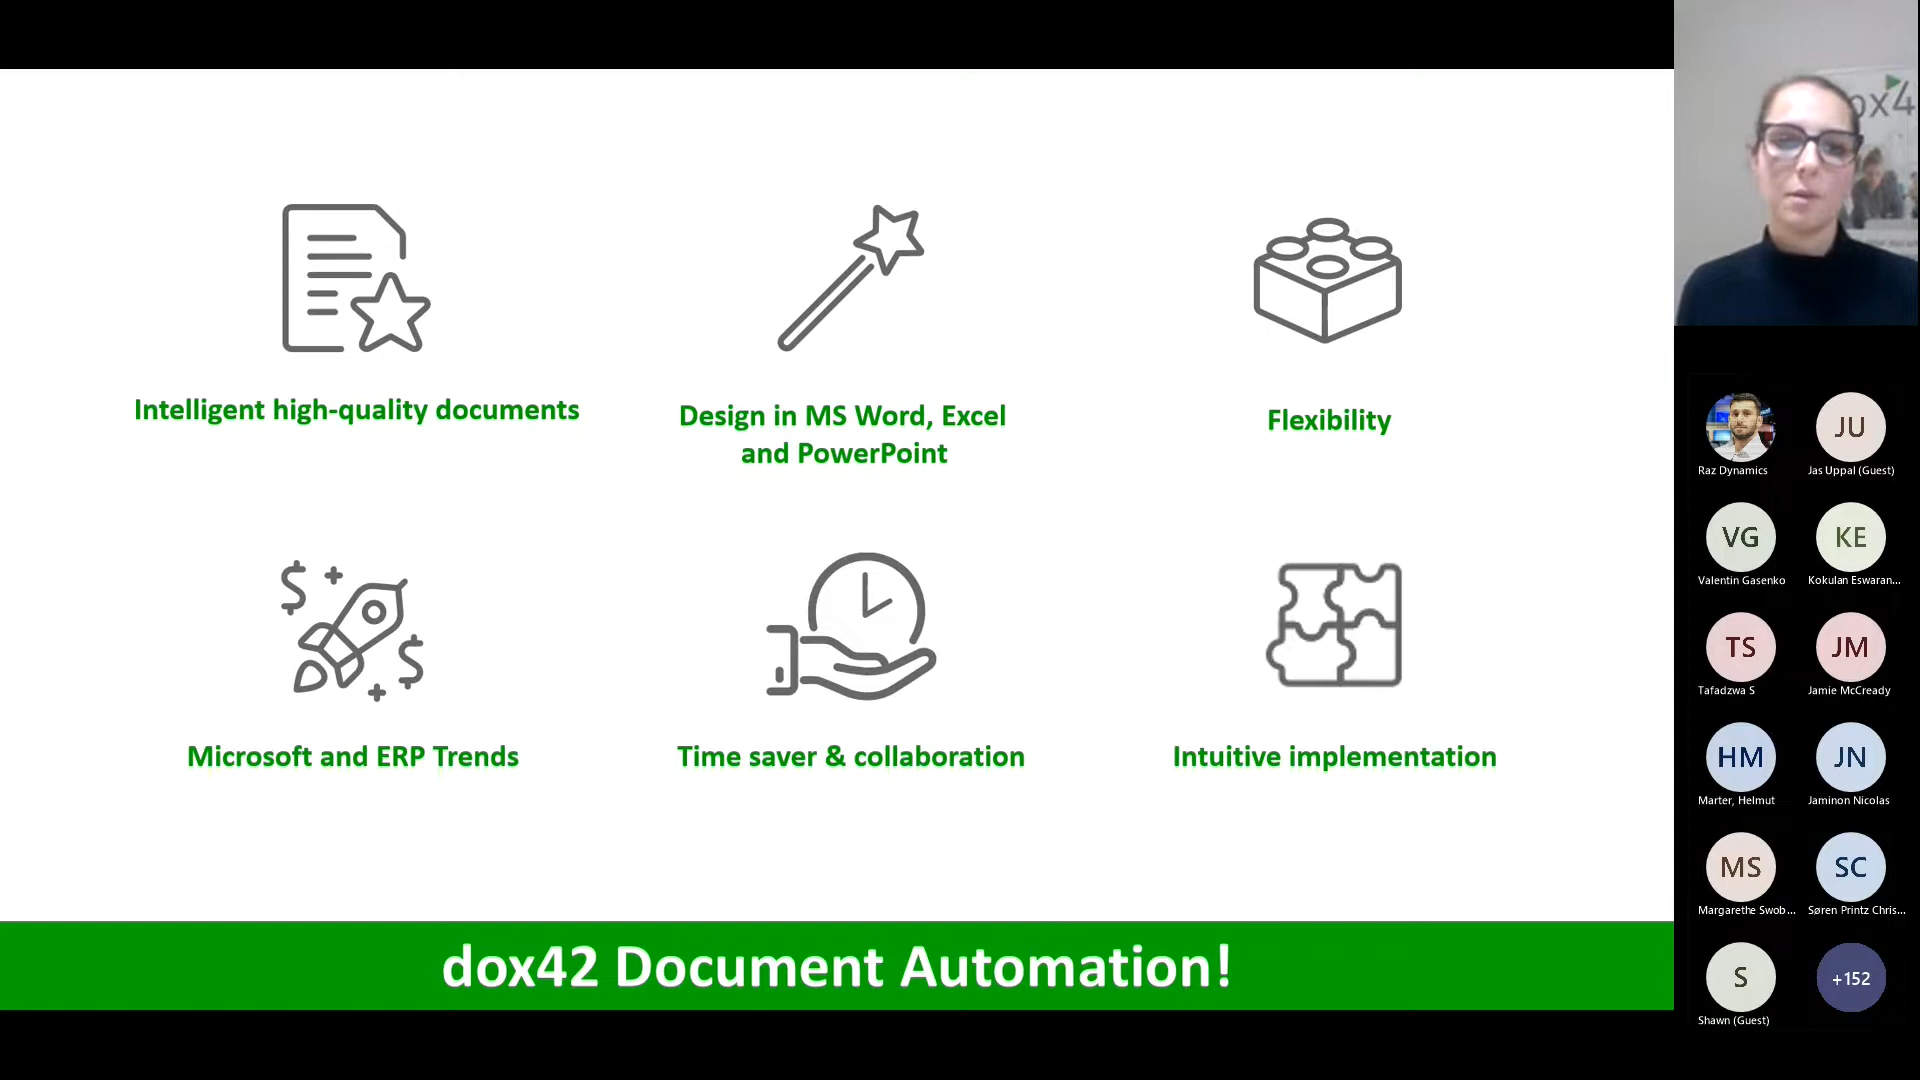 Intelligent high-quality documents
Design in MS Word, Excel
and PowerPoint
Flexibility
Microsoft and ERP Trends
Time saver & collaboration
Intuitive implementation
dox42 Document Automation!
ox4
JU
Raz Dynamics
Jas Uppal (Guest)
VG
KE
Valentin Gasenko
Kokulan Eswaran...
TS
JM
Tafadzwa S
Jamie McCready
HM
JN
Marter, Helmut
Jaminon Nicolas
MS
SC
Margarethe Swob...
Søren Printz Chris...
S
+152
Shawn (Guest)